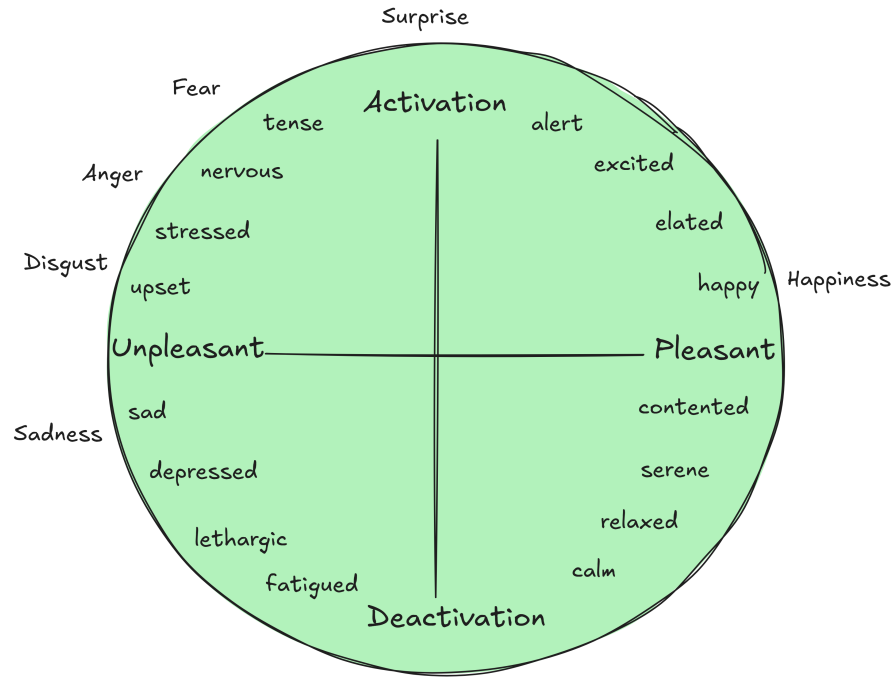 Surprise
Fear
Activation
tense
alert
excited
Anger
nervous
elated
stressed
Disgust
Happiness
upset
happy
Unpleasant
Pleasant
contented
sad
Sadness
depressed
serene
relaxed
lethargic
calm
fatigued
Deactivation